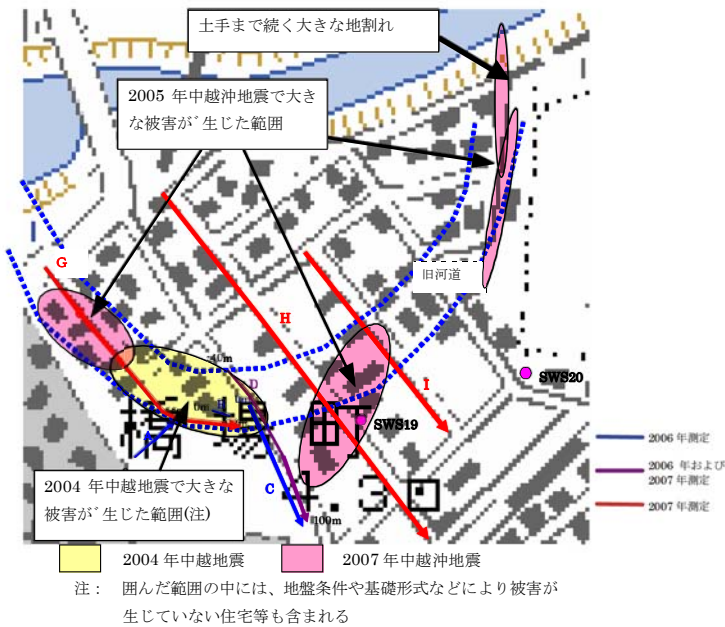 土手まで続く大きな地割れ
2005 年中越沖地震で大き
な被害が゛生じた範囲
旧河道
G
H
D
I
40m
0m
SWS20
SWS19
橋場町
C
4.30
100m
2004 年中越地震で大きな
被害が゛生じた範囲(注)
2006 年測定
2006 年および
2007 年測定
2007 年測定
2004 年中越地震
2007 年中越沖地震
注： 囲んだ範囲の中には、地盤条件や基礎形式などにより被害が
生じていない住宅等も含まれる